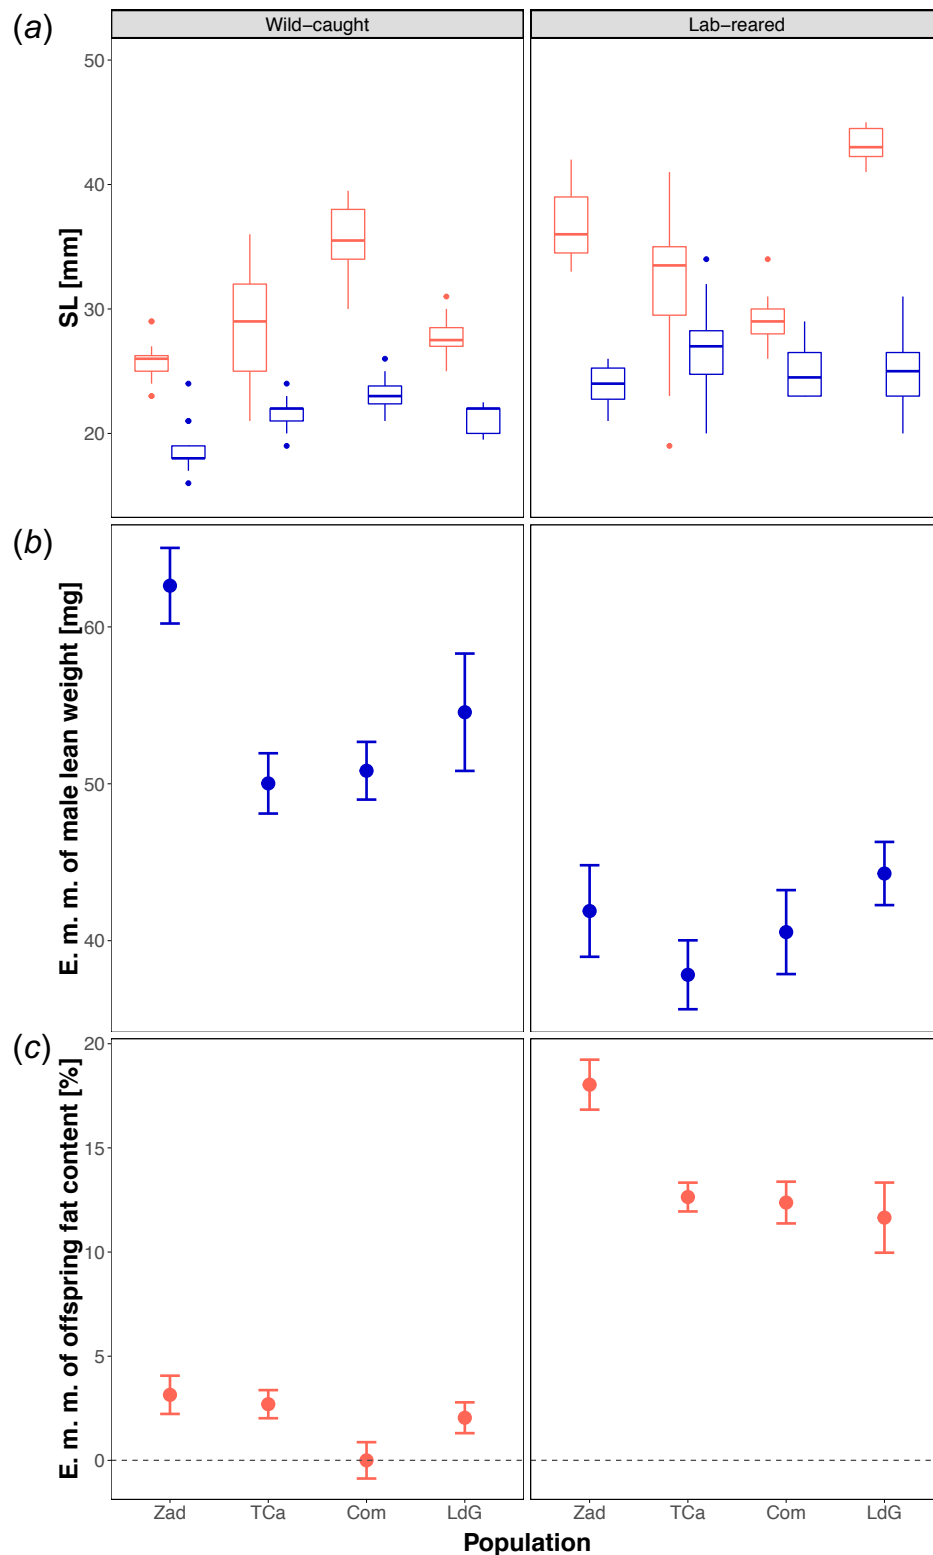 (a)
Wild−caught
Lab−reared
SL [mm]
50
40
30
20
(b)
E. m. m. of male lean weight [mg]
60
50
40
(c)
E. m. m. of offspring fat content [%]
20
15
10
5
0
Zad TCa Com LdG
Zad TCa Com LdG
Population